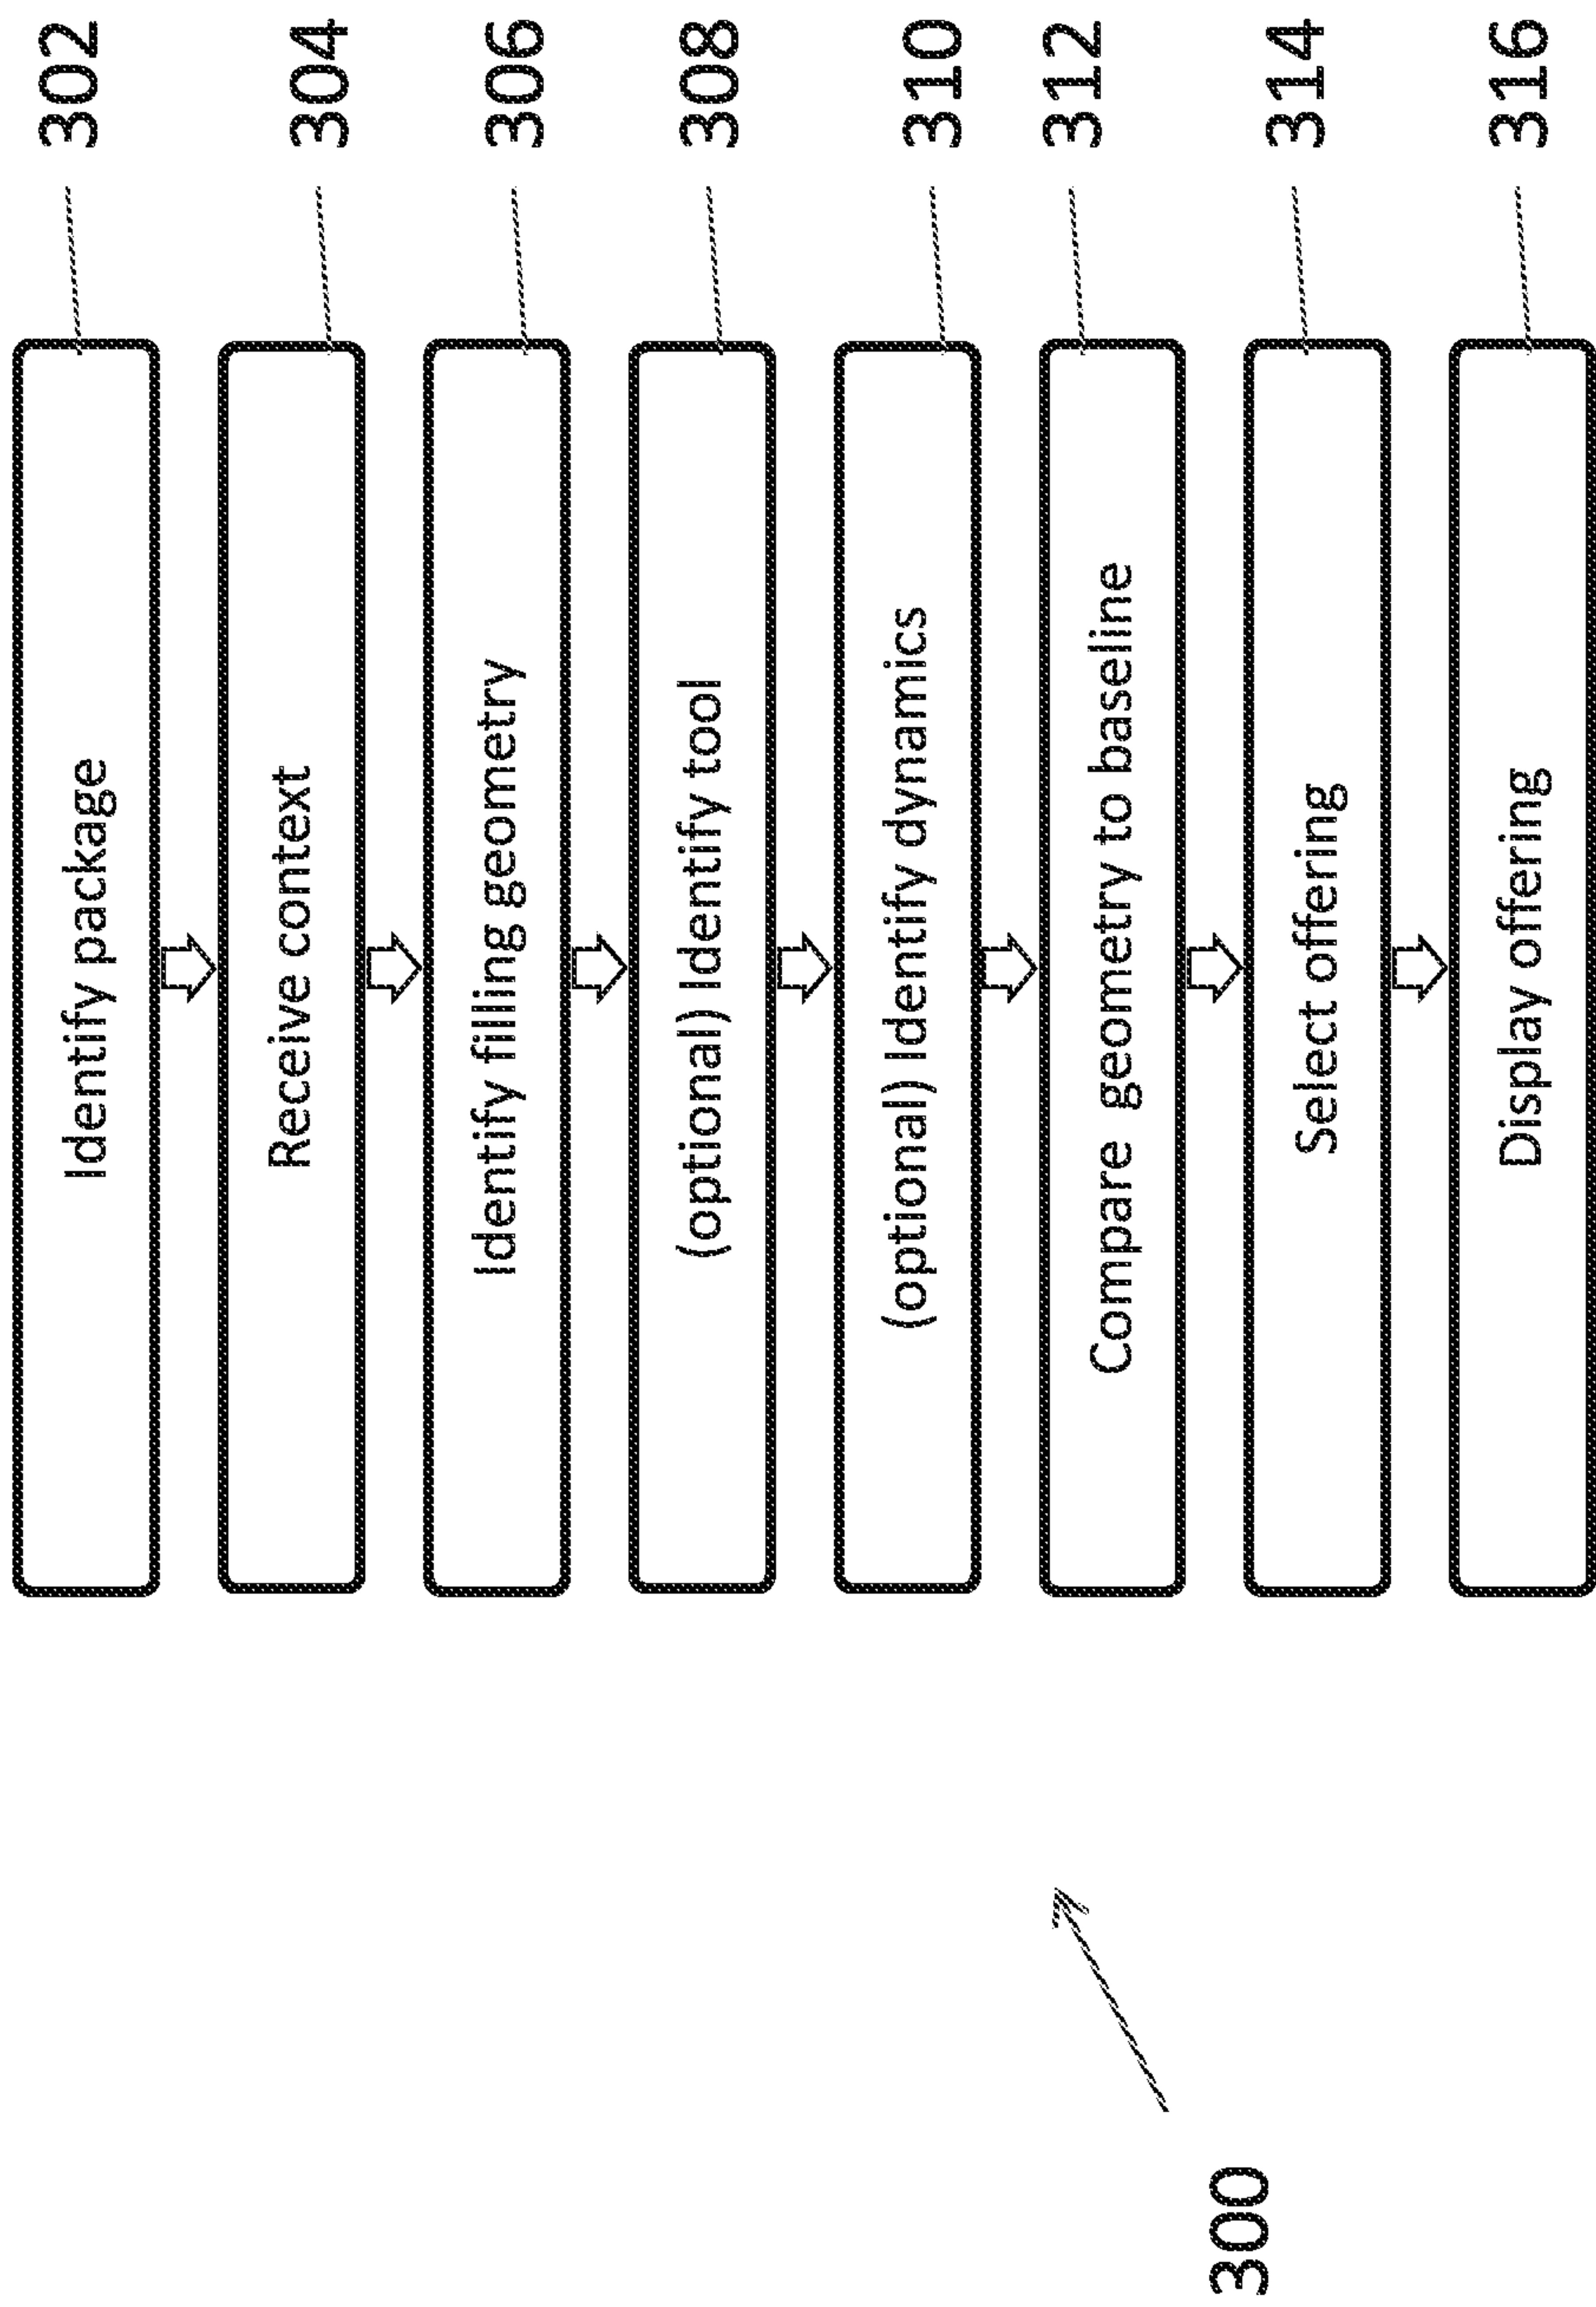 Identify package
302
Receive context
304
Identify filling geometry
306
(optional) Identify tool
308
(optional) Identify dynamics
310
Compare geometry to baseline
312
Select offering
314
Display offering
316
300